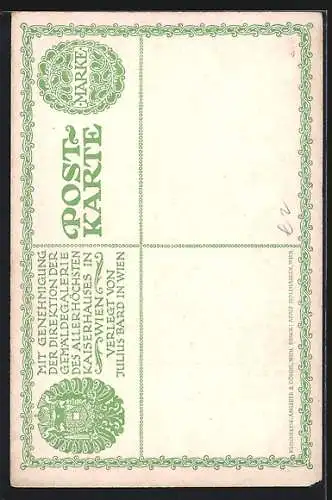 MARKE
POST-
KARTE
MIT GENEHMIGUNG
DER DIREKTION DER
GEMÄLDEGALERIE
DES ALLERHÖCHSTEN
KAISERHAUSES IN
WIEN
VERLEGT VON
JULIUS BARD IN WIEN